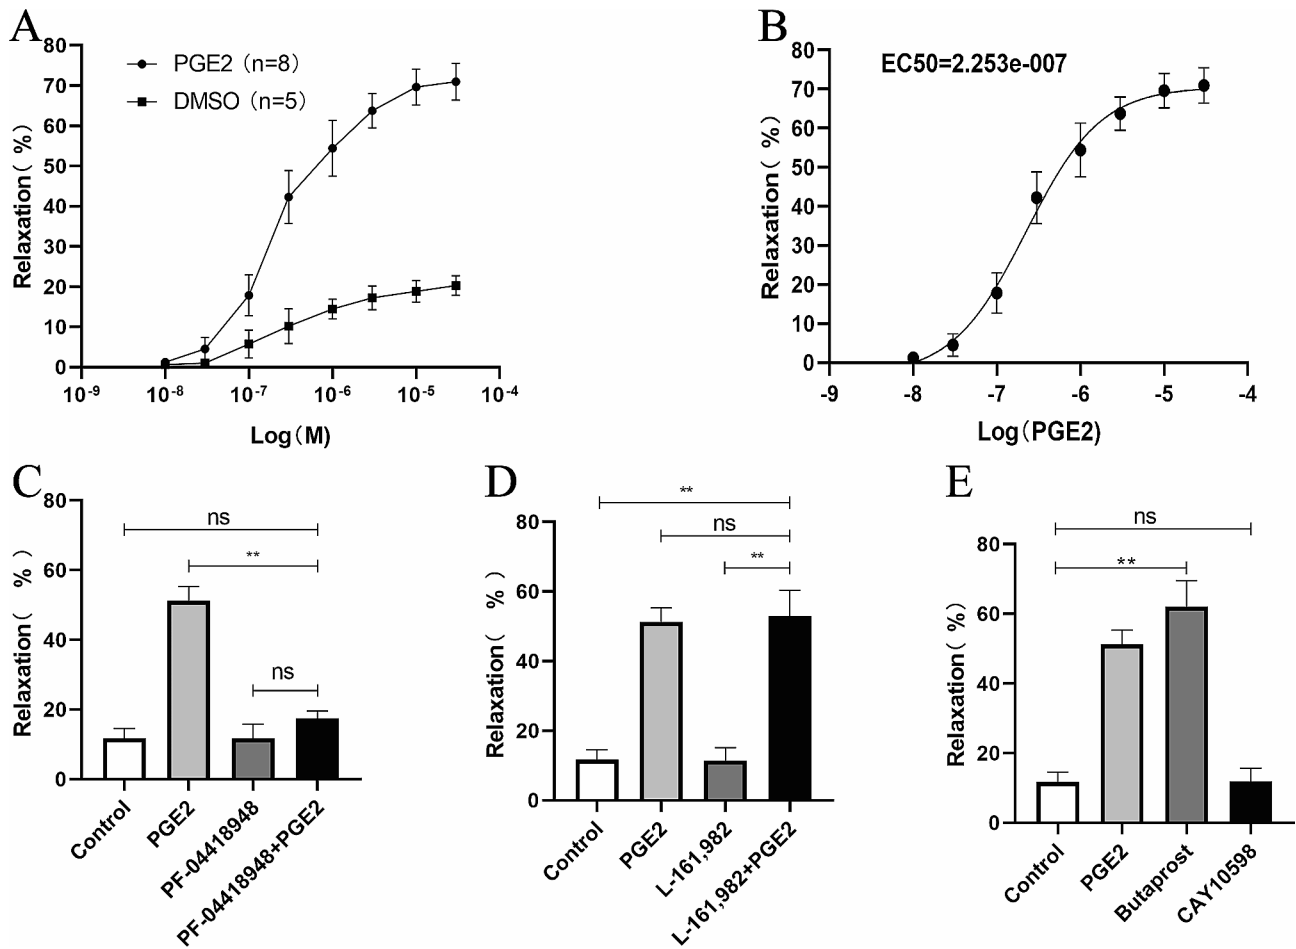 A
80
70
60
50
40
30
20
10
0
Relaxation( %)
PGE2 (n=8)
DMSO (n=5)
10-9
10-8
10-7
10-6
10-5
10-4
Log(M)
B
80
70
60
50
40
30
20
10
0
Relaxation( %)
EC50=2.253e-007
-9
-8
-7
-6
-5
-4
Log(PGE2)
C
80
60
40
20
0
Relaxation( %)
ns
**
ns
Control
PGE2
PF-04418948
PF-04418948+PGE2
D
80
60
40
20
0
Relaxation( %)
**
ns
**
Control
PGE2
L-161,982
L-161,982+PGE2
E
80
60
40
20
0
Relaxation( %)
ns
**
Control
PGE2
Butaprost
CAY10598